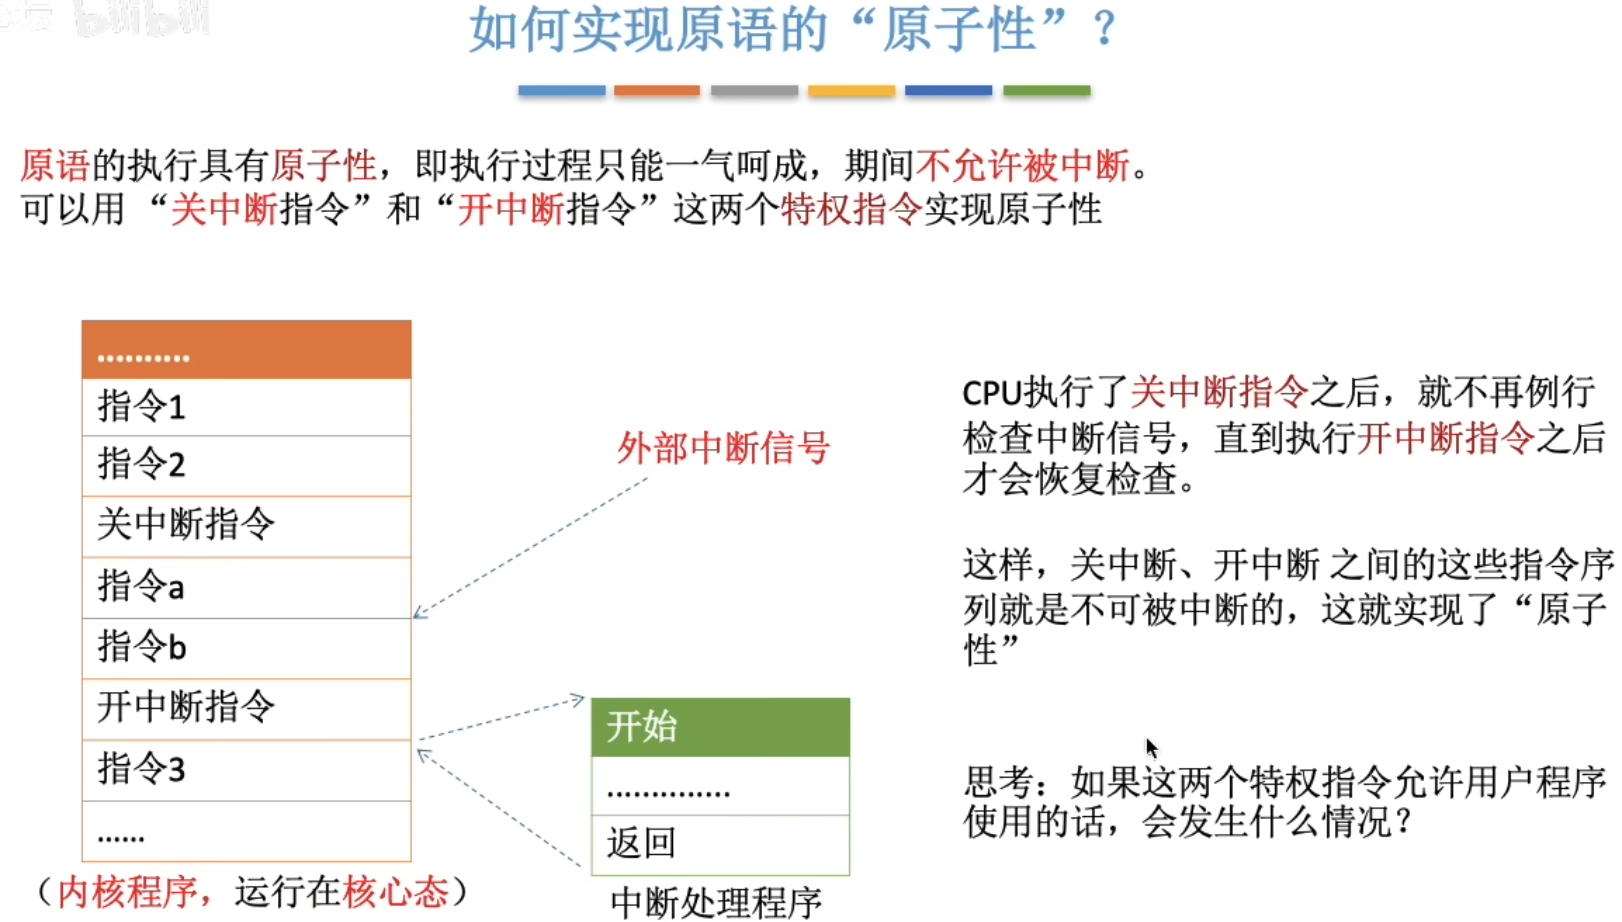 bilibili
如何实现原语的“原子性”？
原语的执行具有原子性，即执行过程只能一气呵成，期间不允许被中断。
可以用 “关中断指令”和“开中断指令”这两个特权指令实现原子性
..........
指令1
指令2
关中断指令
指令a
指令b
开中断指令
指令3
......
（内核程序，运行在核心态）
外部中断信号
开始
..............
返回
中断处理程序
CPU执行了关中断指令之后，就不再例行
检查中断信号，直到执行开中断指令之后
才会恢复检查。
这样，关中断、开中断 之间的这些指令序
列就是不可被中断的，这就实现了“原子
性”
思考：如果这两个特权指令允许用户程序
使用的话，会发生什么情况？